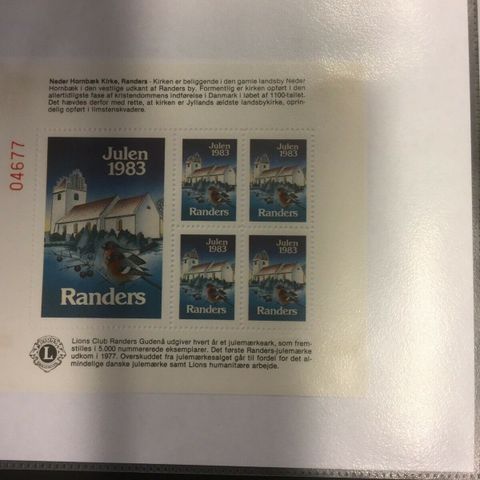 Neder Hornbæk Kirke, Randers - Kirken er beliggende i den gamle landsby Neder
Hornbæk i den vestlige udkant af Randers by. Formentlig er kirken opført i den
allertidligste fase af kristendommens indførelse i Danmark i løbet af 1100-tallet.
Det hævdes derfor med rette, at kirken er Jyllands ældste landsbykirke, oprin-
delig opført i limstenskvadere.
04677
Julen
1983
Randers
Julen
1983
Randers
Julen
1983
Randers
Julen
1983
Randers
Julen
1983
Randers
L
Lions Club Randers Gudenå udgiver hvert år et julemærkeark, som frem-
stilles i 5.000 nummererede eksemplarer. Det første Randers-julemærke
udkom i 1977. Overskuddet fra julemærkesalget går til fordel for det al-
mindelige danske julemærke samt Lions humanitære arbejde.